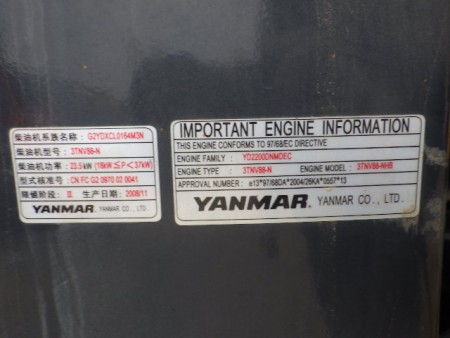 柴油机系族名称: G2YDXCL0164M3N
柴油机型号: 3TNV88-N
柴油机功率: 23.5kW (18kW≤P<37kW)
型式核准号: CN FC G2 0970 02 0041
排放阶段: II 生产日期: 2008/11
YANMAR. YANMAR CO., LTD.
IMPORTANT ENGINE INFORMATION
THIS ENGINE CONFORMS TO 97/68/EC DIRECTIVE
ENGINE FAMILY: YD2200DNMDEC
ENGINE TYPE: 3TNV88-N ENGINE MODEL: 3TNV88-NHB
APPROVAL NUMBER: e13*97/68DA*2004/26KA*0557*13
YANMAR. YANMAR CO., LTD.